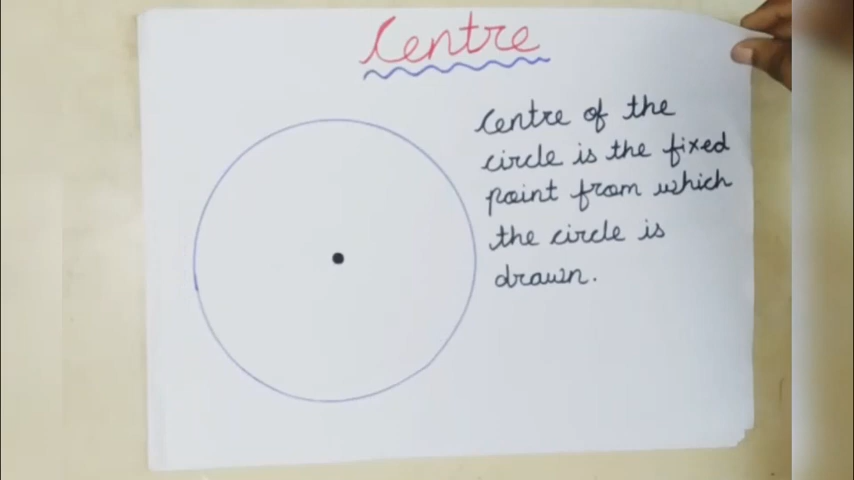 Centre
Centre of the
circle is the fixed
point from which
the circle is
drawn.